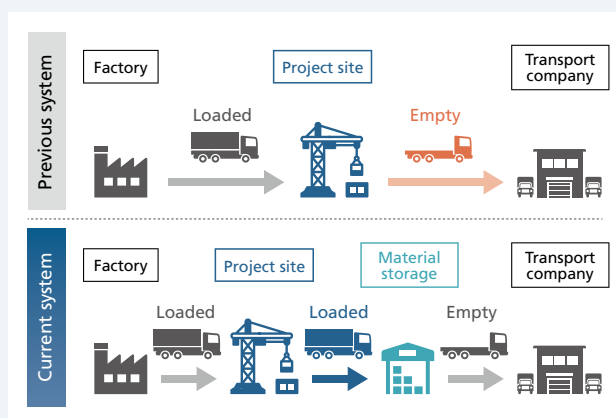 Previous system
Factory
Project site
Transport
company
Loaded
Empty
Current system
Factory
Project site
Material
storage
Transport
company
Loaded
Loaded
Empty